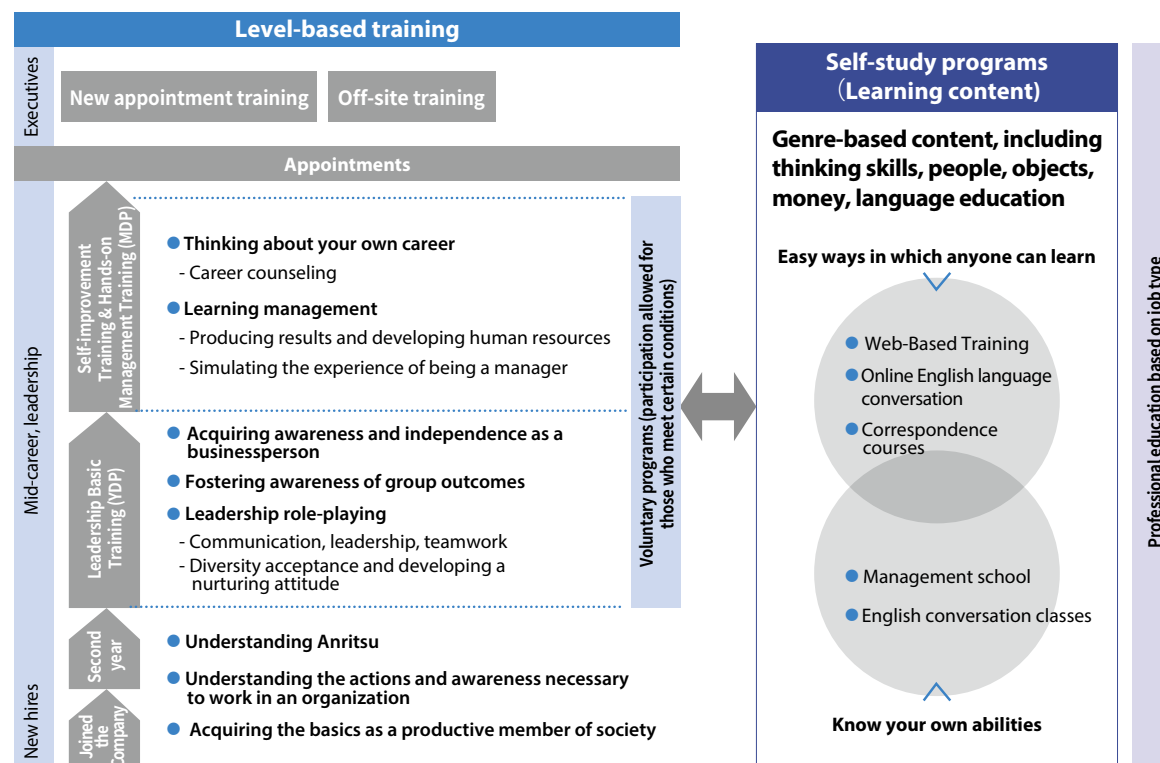 Level-based training
Executives
New appointment training
Off-site training
Appointments
Mid-career, leadership
Self-improvement
Training & Hands-on
Management Training (MDP)
● Thinking about your own career
- Career counseling
● Learning management
- Producing results and developing human resources
- Simulating the experience of being a manager
Leadership Basic
Training (YDP)
● Acquiring awareness and independence as a
businessperson
● Fostering awareness of group outcomes
● Leadership role-playing
- Communication, leadership, teamwork
- Diversity acceptance and developing a
nurturing attitude
Voluntary programs (participation allowed for
those who meet certain conditions)
New hires
Second
year
Joined
the
Company
● Understanding Anritsu
● Understanding the actions and awareness necessary
to work in an organization
● Acquiring the basics as a productive member of society
Self-study programs
(Learning content)
Genre-based content, including
thinking skills, people, objects,
money, language education
Easy ways in which anyone can learn
● Web-Based Training
● Online English language
conversation
● Correspondence
courses
● Management school
● English conversation classes
Know your own abilities
Professional education based on job type